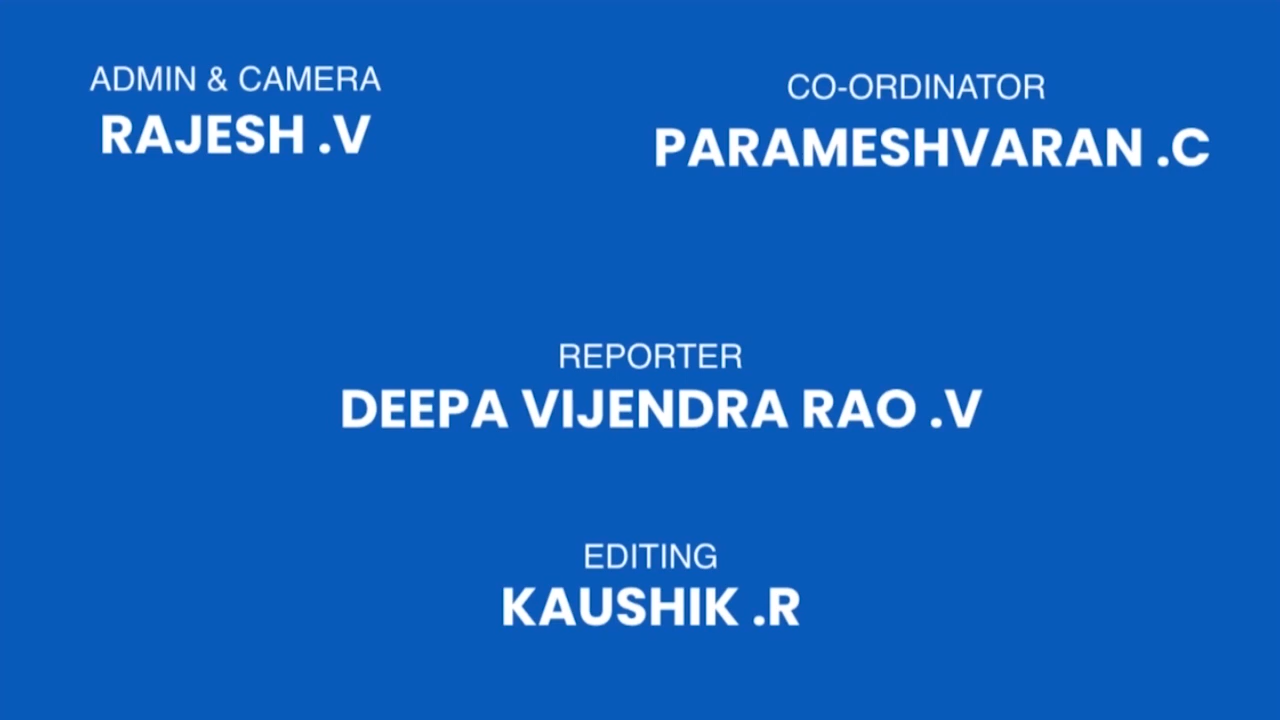 ADMIN & CAMERA
RAJESH .V
CO-ORDINATOR
PARAMESHVARAN .C
REPORTER
DEEPA VIJENDRA RAO .V
EDITING
KAUSHIK .R